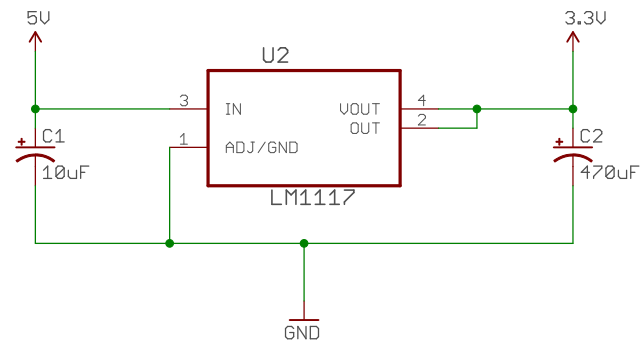 5V
3.3V
U2
3
IN
VOUT
4
OUT
2
1
ADJ/GND
+
C1
10uF
+
C2
470uF
LM1117
GND